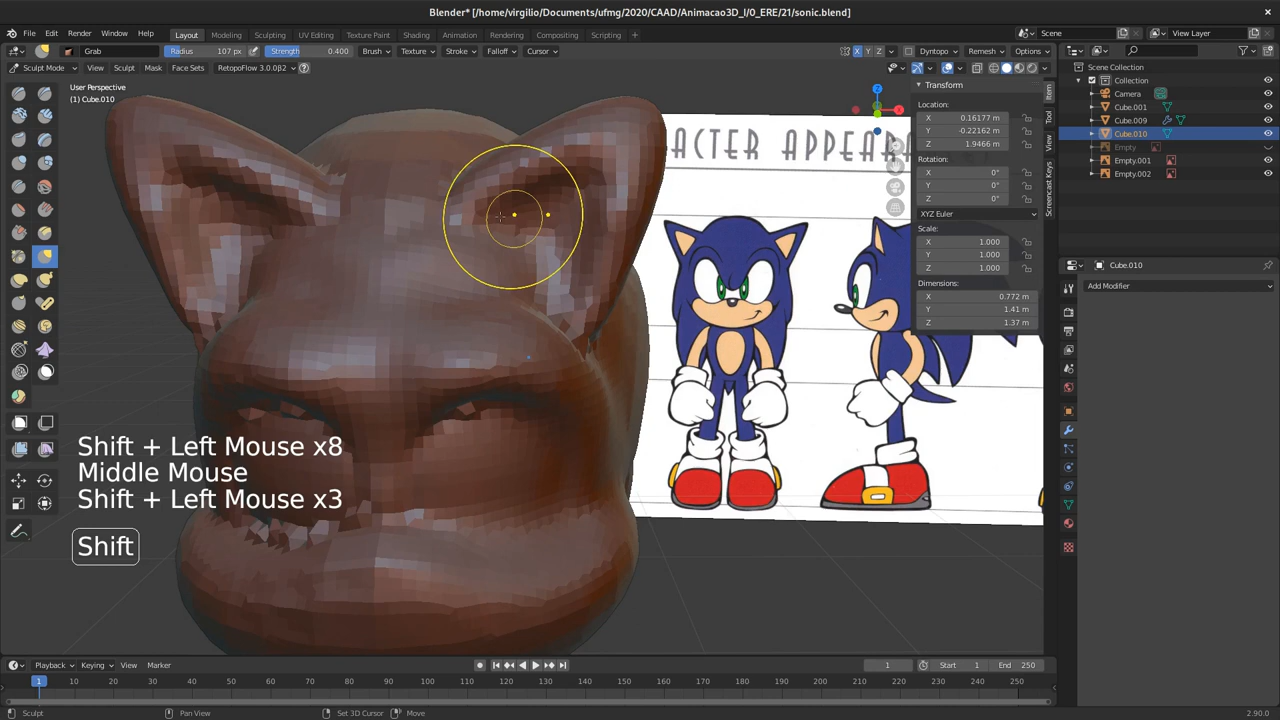 Blender* [/home/virgilio/Documents/ufmg/2020/CAAD/Animacao3D_I/0_ERE/21/sonic.blend]
File Edit Render Window Help Layout Modeling Sculpting UV Editing Texture Paint Shading Animation Rendering Compositing Scripting Scene View Layer
Grab Radius 107 px Strength 0.400 Brush Texture Stroke Falloff Cursor X Y Z Dyntopo Remesh Options
Sculpt Mode View Sculpt Mask Face Sets RetopoFlow 3.0.0β2
User Perspective
(1) Cube.010
Z
X
ACTER APPEARA
Transform
Location:
X 0.16177 m
Y -0.22162 m
Z 1.9466 m
Rotation:
X 0°
Y 0°
Z 0°
XYZ Euler
Scale:
X 1.000
Y 1.000
Z 1.000
Dimensions:
X 0.772 m
Y 1.41 m
Z 1.37 m
Item
Tool
View
Screencast Keys
Scene Collection
Collection
Camera
Cube.001
Cube.009
Cube.010
Empty
Empty.001
Empty.002
Cube.010
Add Modifier
Shift + Left Mouse x8
Middle Mouse
Shift + Left Mouse x3
Shift
Playback Keying View Marker 1 Start 1 End 250
1 10 20 30 40 50 60 70 80 90 100 110 120 130 140 150 160 170 180 190 200 210 220 230 240 250
Sculpt Pan View Set 3D Cursor Move 2.90.0